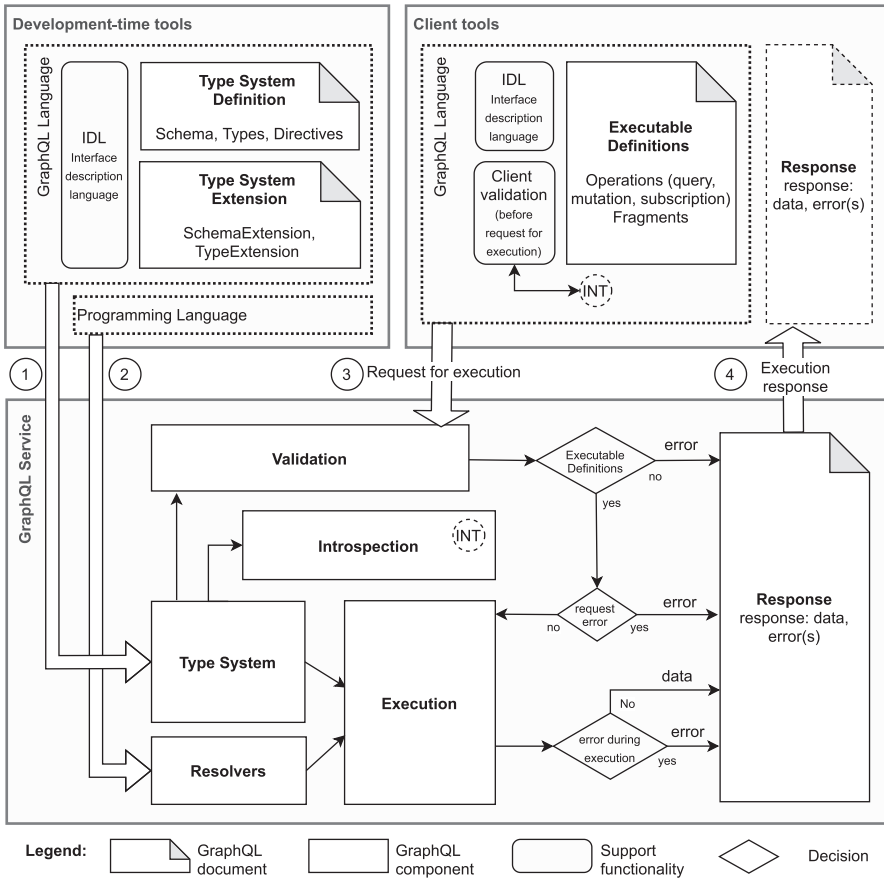 Development-time tools
GraphQL Language
IDL
Interface
description
language
Type System
Definition
Schema, Types, Directives
Type System
Extension
SchemaExtension,
TypeExtension
Programming Language
Client tools
GraphQL Language
IDL
Interface
description
language
Client
validation
(before
request for
execution)
INT
Executable
Definitions
Operations (query,
mutation, subscription)
Fragments
Response
response:
data, error(s)
1
2
3
Request for execution
4
Execution
response
GraphQL Service
Validation
Executable
Definitions
error
no
yes
Introspection
INT
request
error
no
yes
error
Type System
Execution
Resolvers
data
No
error during
execution
error
yes
Response
response: data,
error(s)
Legend:
GraphQL
document
GraphQL
component
Support
functionality
Decision